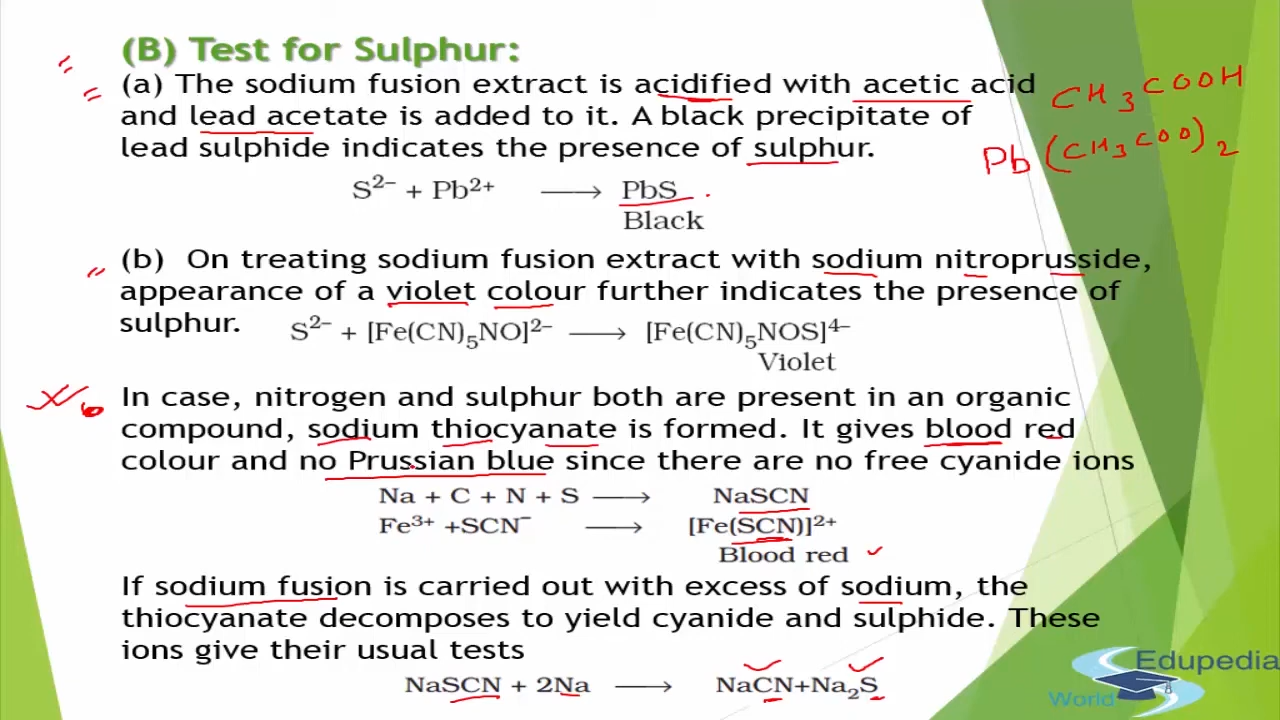 (B) Test for Sulphur:
(a) The sodium fusion extract is acidified with acetic acid
CH3COOH
and lead acetate is added to it. A black precipitate of
Pb(CH3COO)2
lead sulphide indicates the presence of sulphur.
S²⁻ + Pb²⁺ ⟶ PbS
Black
(b) On treating sodium fusion extract with sodium nitroprusside,
appearance of a violet colour further indicates the presence of
sulphur.
S²⁻ + [Fe(CN)₅NO]²⁻ ⟶ [Fe(CN)₅NOS]⁴⁻
Violet
In case, nitrogen and sulphur both are present in an organic
compound, sodium thiocyanate is formed. It gives blood red
colour and no Prussian blue since there are no free cyanide ions
Na + C + N + S ⟶ NaSCN
Fe³⁺ +SCN⁻ ⟶ [Fe(SCN)]²⁺
Blood red
If sodium fusion is carried out with excess of sodium, the
thiocyanate decomposes to yield cyanide and sulphide. These
ions give their usual tests
NaSCN + 2Na ⟶ NaCN+Na₂S
Edupedia
World